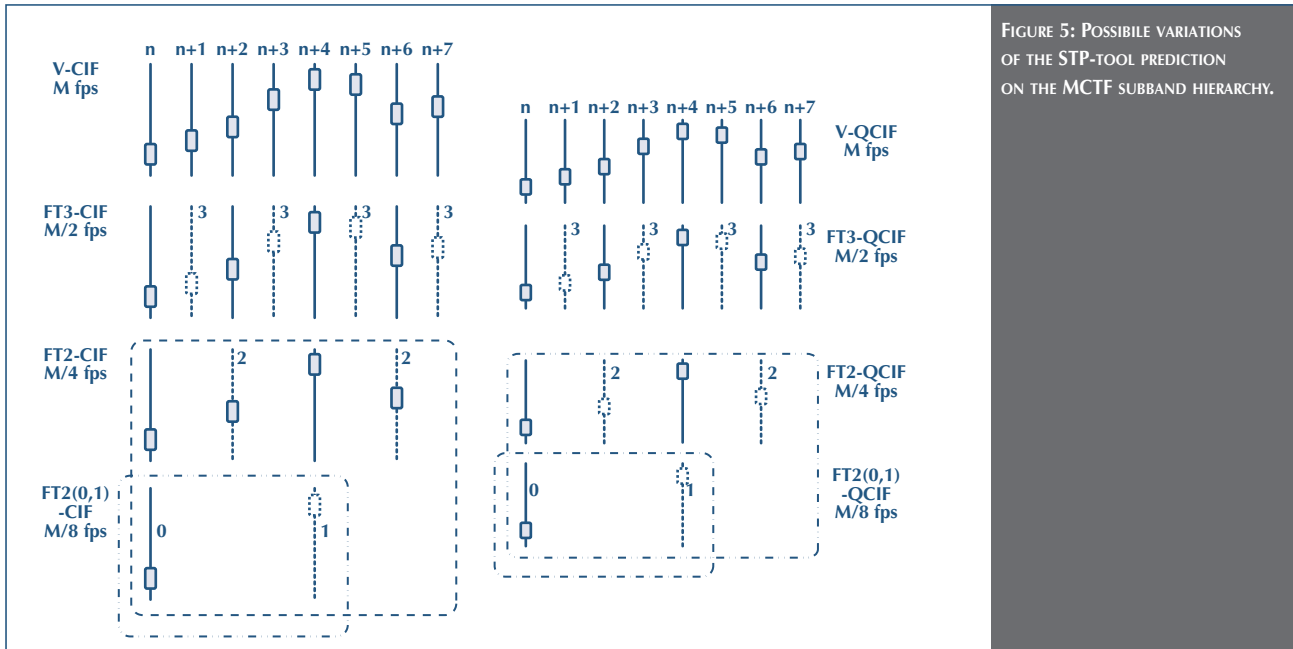 FIGURE 5: POSSIBILE VARIATIONS
OF THE STP-TOOL PREDICTION
ON THE MCTF SUBBAND HIERARCHY.
n n+1 n+2 n+3 n+4 n+5 n+6 n+7
V-CIF
M fps
FT3-CIF
M/2 fps
3 3 3 3
FT2-CIF
M/4 fps
2 2
FT2(0,1)
-CIF
M/8 fps
0 1
n n+1 n+2 n+3 n+4 n+5 n+6 n+7
V-QCIF
M fps
3 3 3 3
FT3-QCIF
M/2 fps
2 2
FT2-QCIF
M/4 fps
0 1
FT2(0,1)
-QCIF
M/8 fps